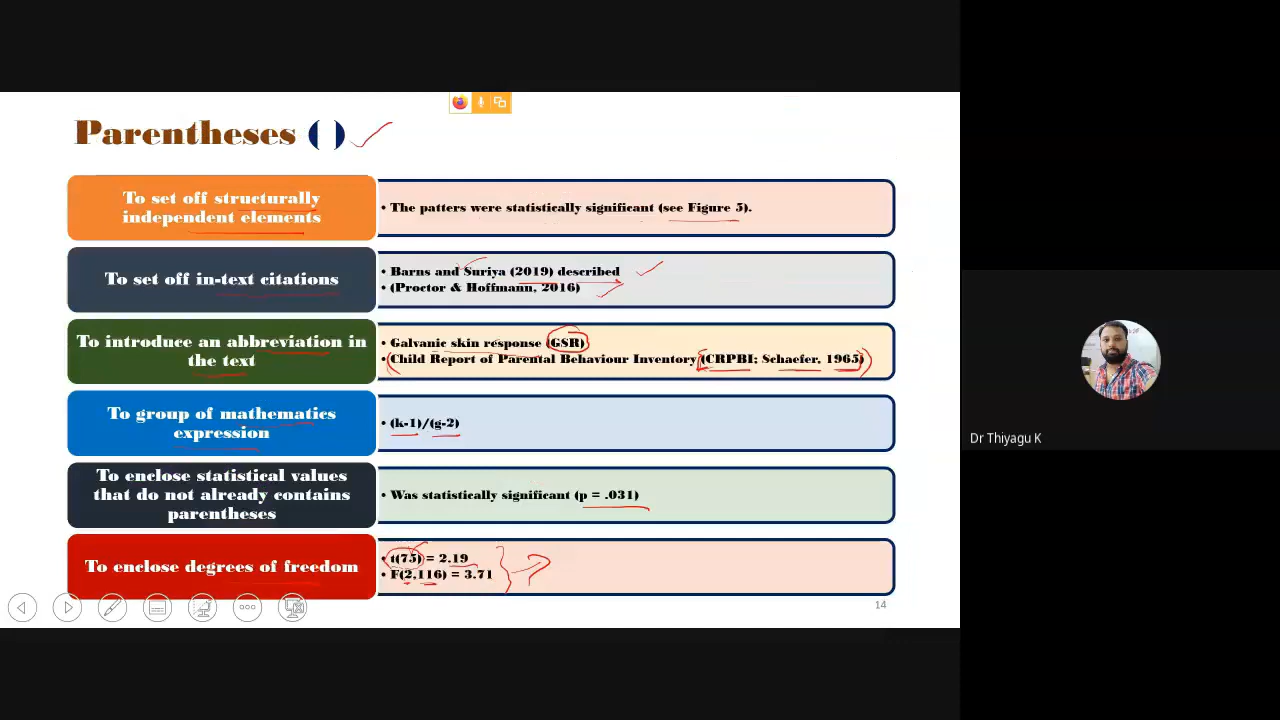 Parentheses ( )
To set off structurally
independent elements
• The patters were statistically significant (see Figure 5).
To set off in-text citations
• Barns and Suriya (2019) described
• (Proctor & Hoffmann, 2016)
To introduce an abbreviation in
the text
• Galvanic skin response (GSR)
• Child Report of Parental Behaviour Inventory (CRPBI; Schaefer, 1965)
To group of mathematics
expression
• (k-1)/(g-2)
To enclose statistical values
that do not already contains
parentheses
• Was statistically significant (p = .031)
To enclose degrees of freedom
• t(75) = 2.19
• F(2,116) = 3.71
14
Dr Thiyagu K